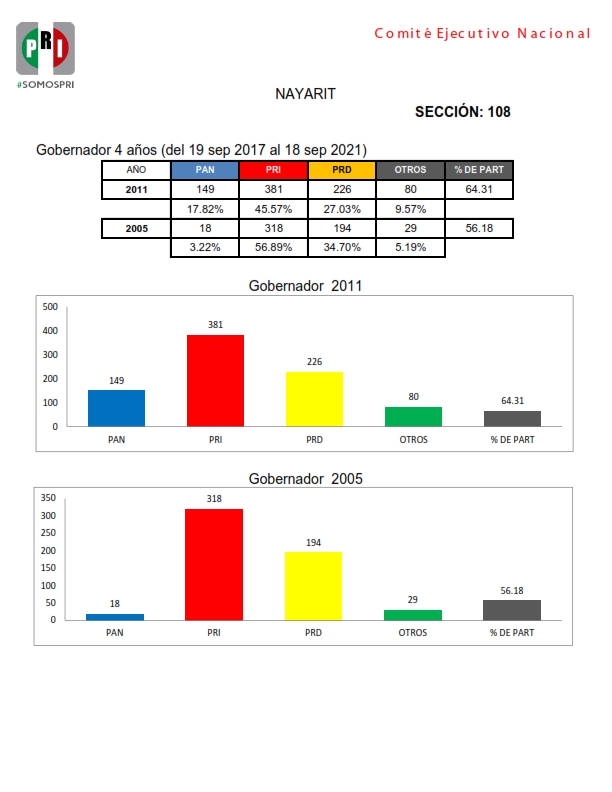 Comité Ejecutivo Nacional
PRI
#SOMOSPRI
NAYARIT
SECCIÓN: 108
Gobernador 4 años (del 19 sep 2017 al 18 sep 2021)
AÑO PAN PRI PRD OTROS % DE PART
2011 149 381 226 80 64.31
17.82% 45.57% 27.03% 9.57%
2005 18 318 194 29 56.18
3.22% 56.89% 34.70% 5.19%
Gobernador 2011
500
400
300
200
100
0
149 381 226 80 64.31
PAN PRI PRD OTROS % DE PART
Gobernador 2005
350
300
250
200
150
100
50
0
18 318 194 29 56.18
PAN PRI PRD OTROS % DE PART